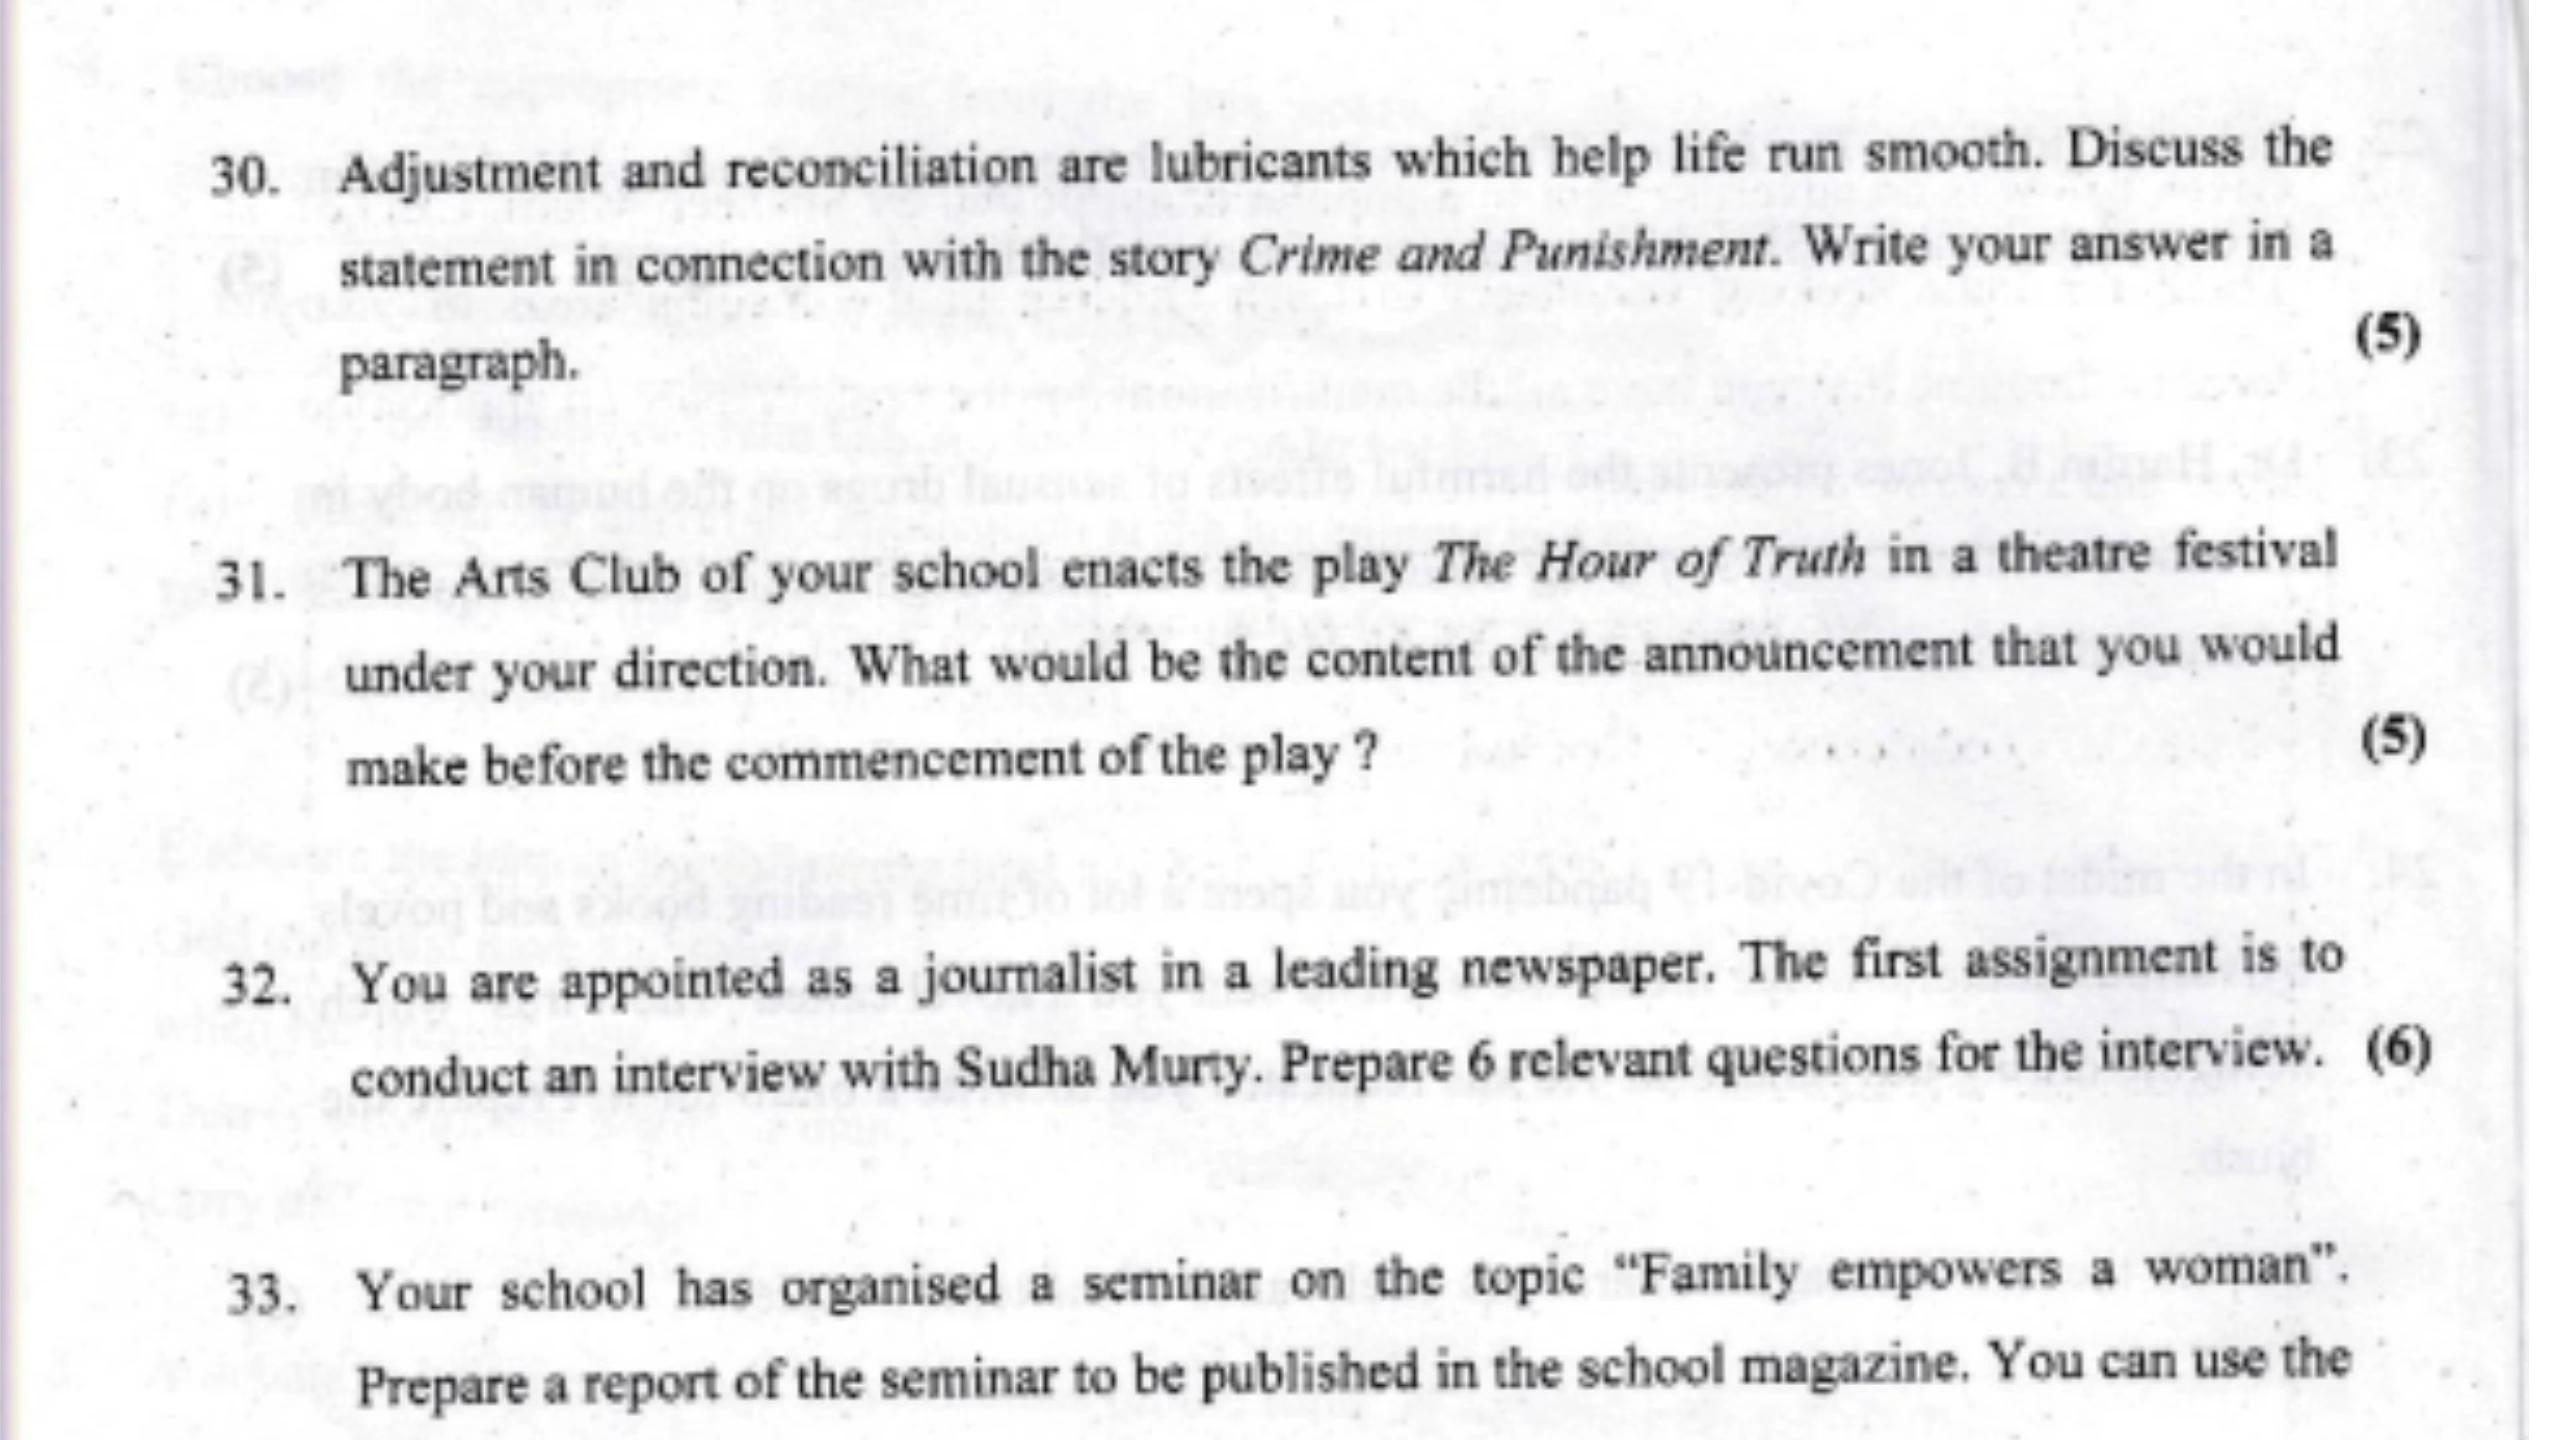 30. Adjustment and reconciliation are lubricants which help life run smooth. Discuss the
statement in connection with the story Crime and Punishment. Write your answer in a
paragraph. (5)
31. The Arts Club of your school enacts the play The Hour of Truth in a theatre festival
under your direction. What would be the content of the announcement that you would
make before the commencement of the play ? (5)
32. You are appointed as a journalist in a leading newspaper. The first assignment is to
conduct an interview with Sudha Murty. Prepare 6 relevant questions for the interview. (6)
33. Your school has organised a seminar on the topic “Family empowers a woman”.
Prepare a report of the seminar to be published in the school magazine. You can use the